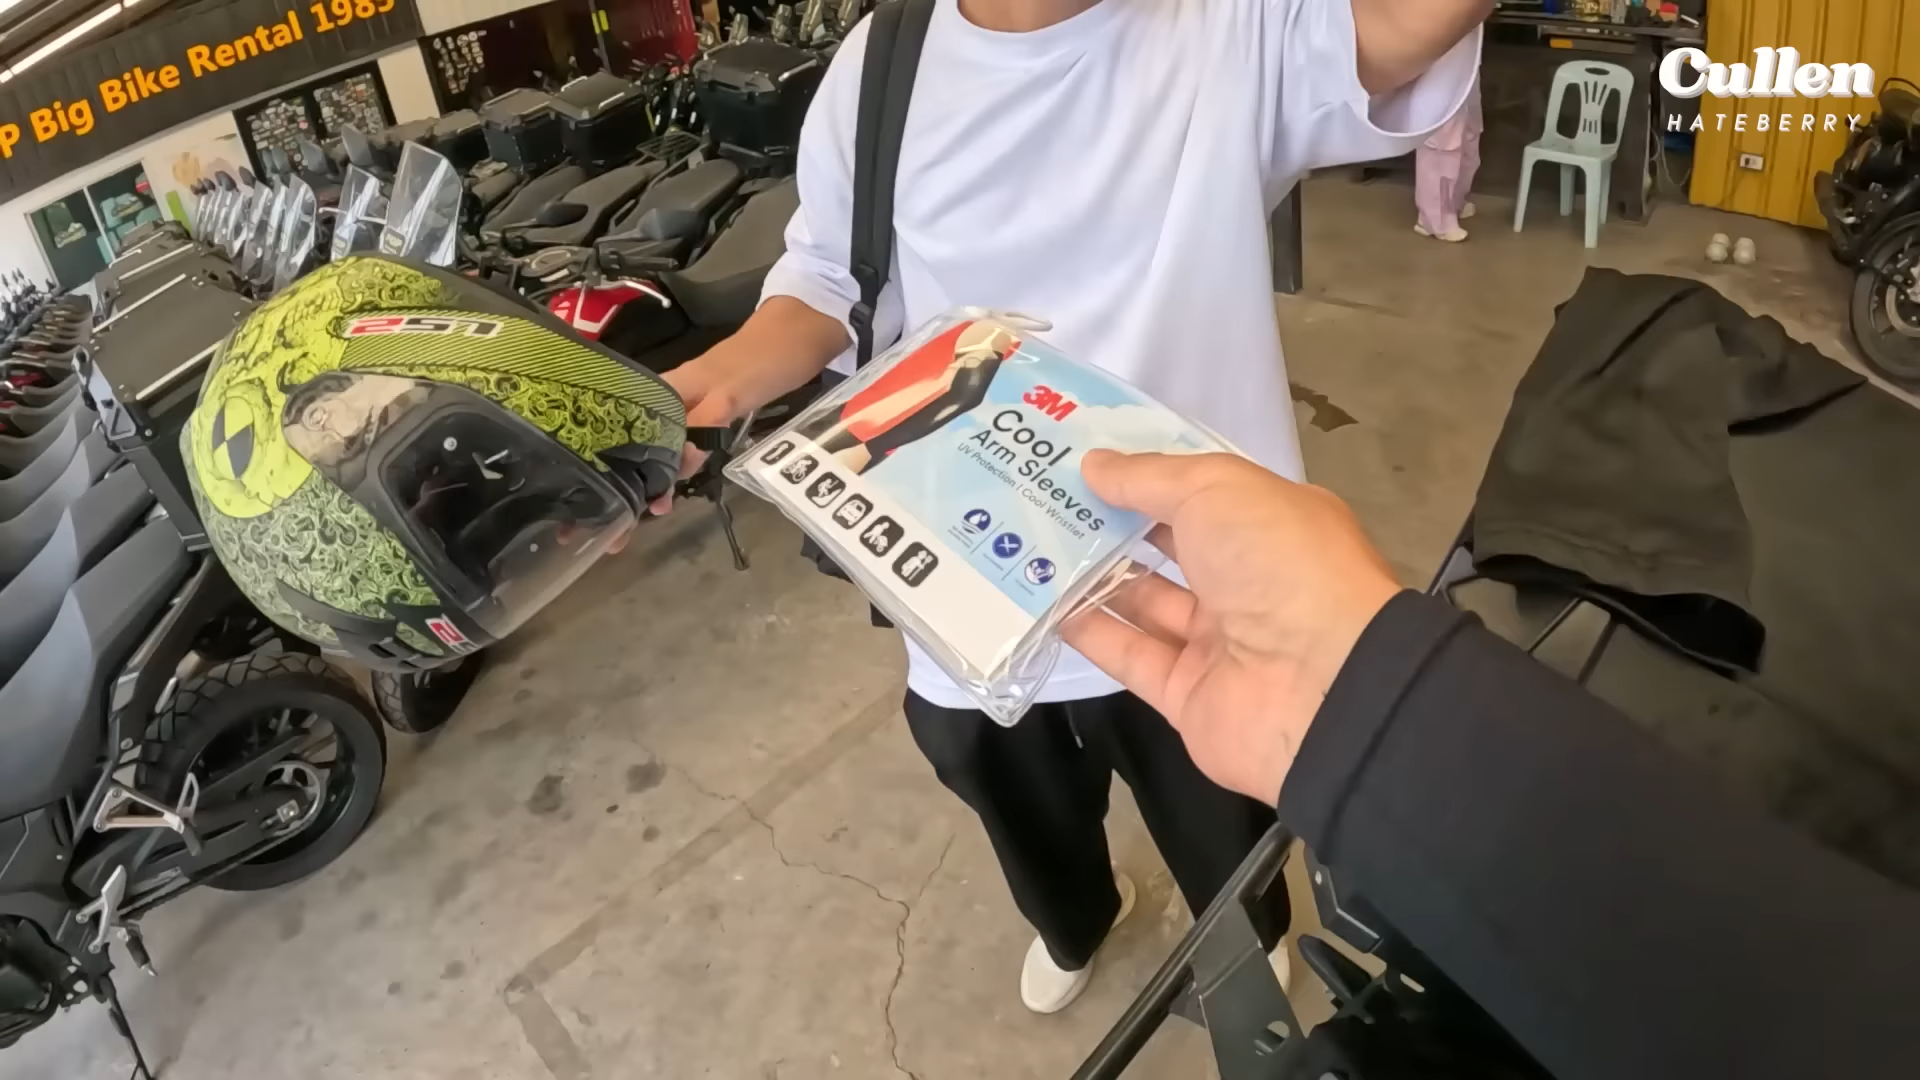 P Big Bike Rental 1985
Cullen
HATEBERRY
LS2
3M
Cool
Arm Sleeves
UV Protection | Cool Wristlet